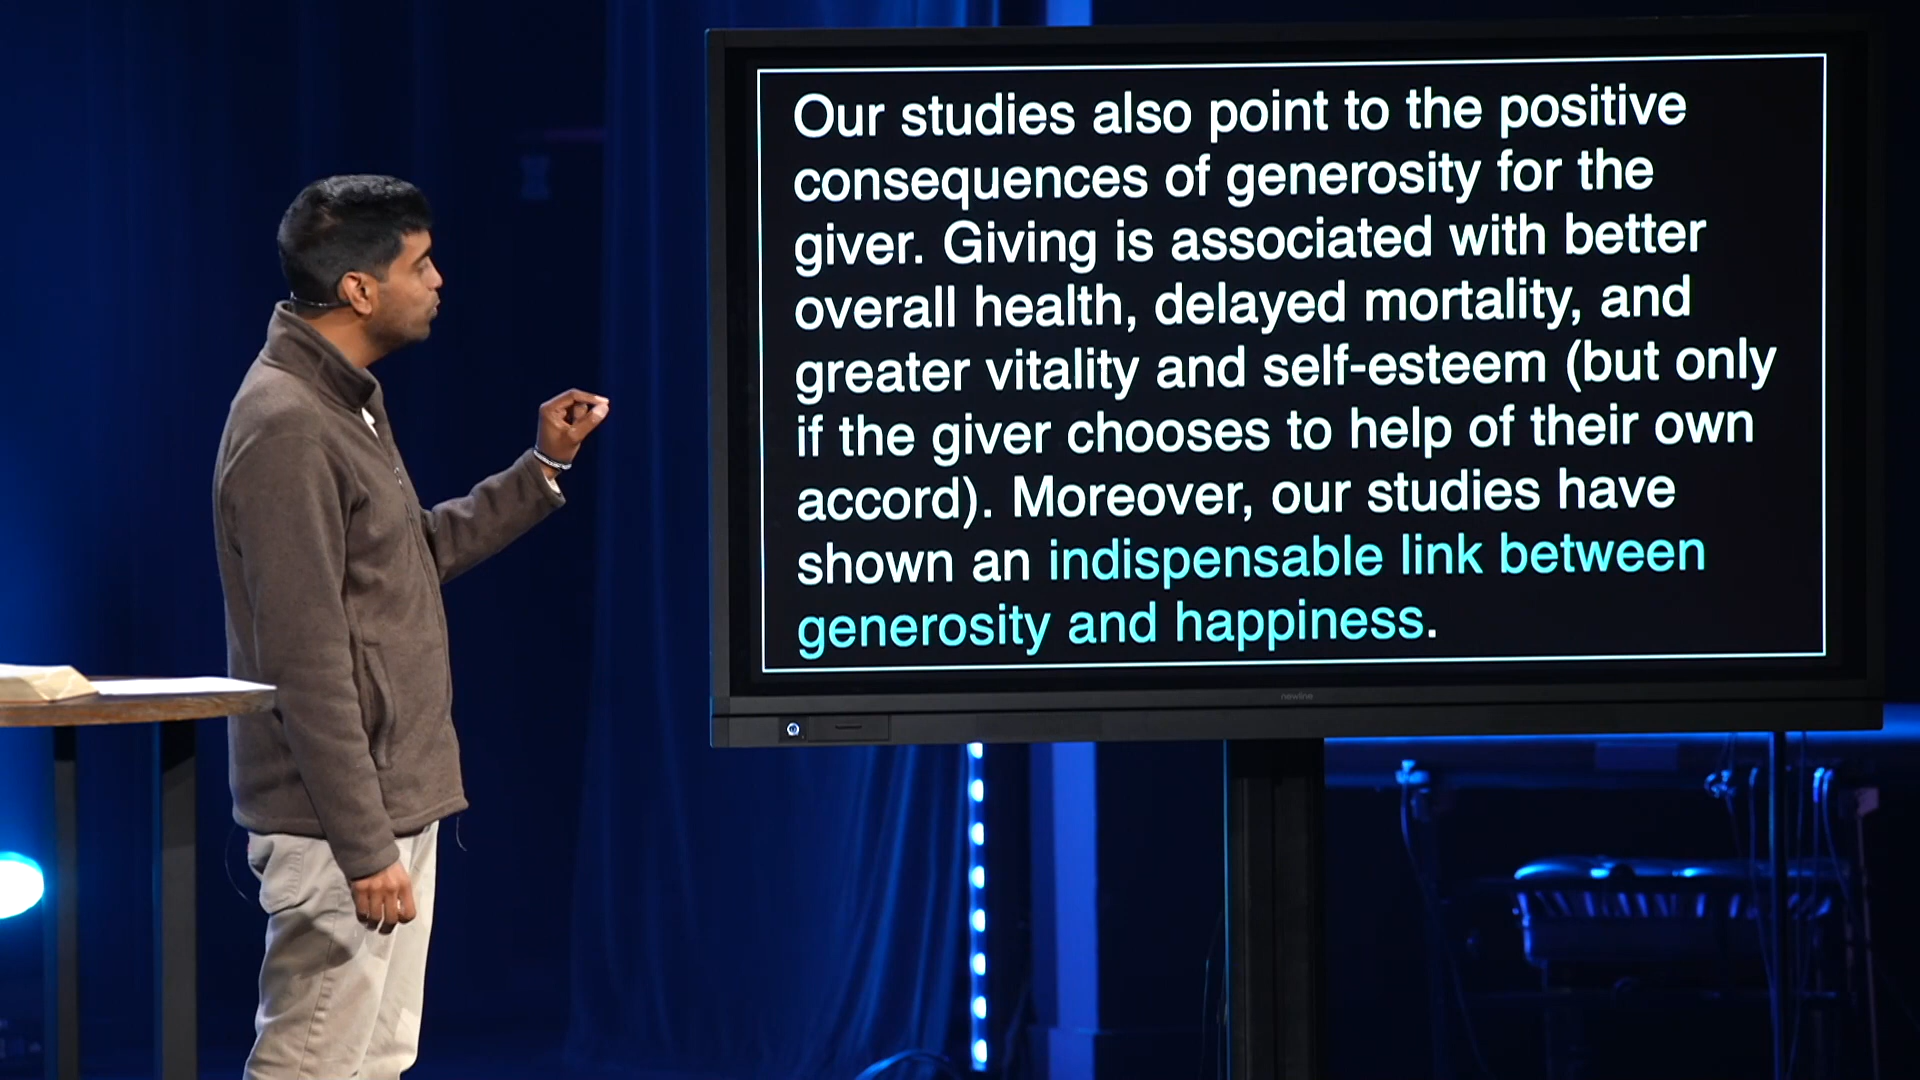 Our studies also point to the positive
consequences of generosity for the
giver. Giving is associated with better
overall health, delayed mortality, and
greater vitality and self-esteem (but only
if the giver chooses to help of their own
accord). Moreover, our studies have
shown an indispensable link between
generosity and happiness.
newline